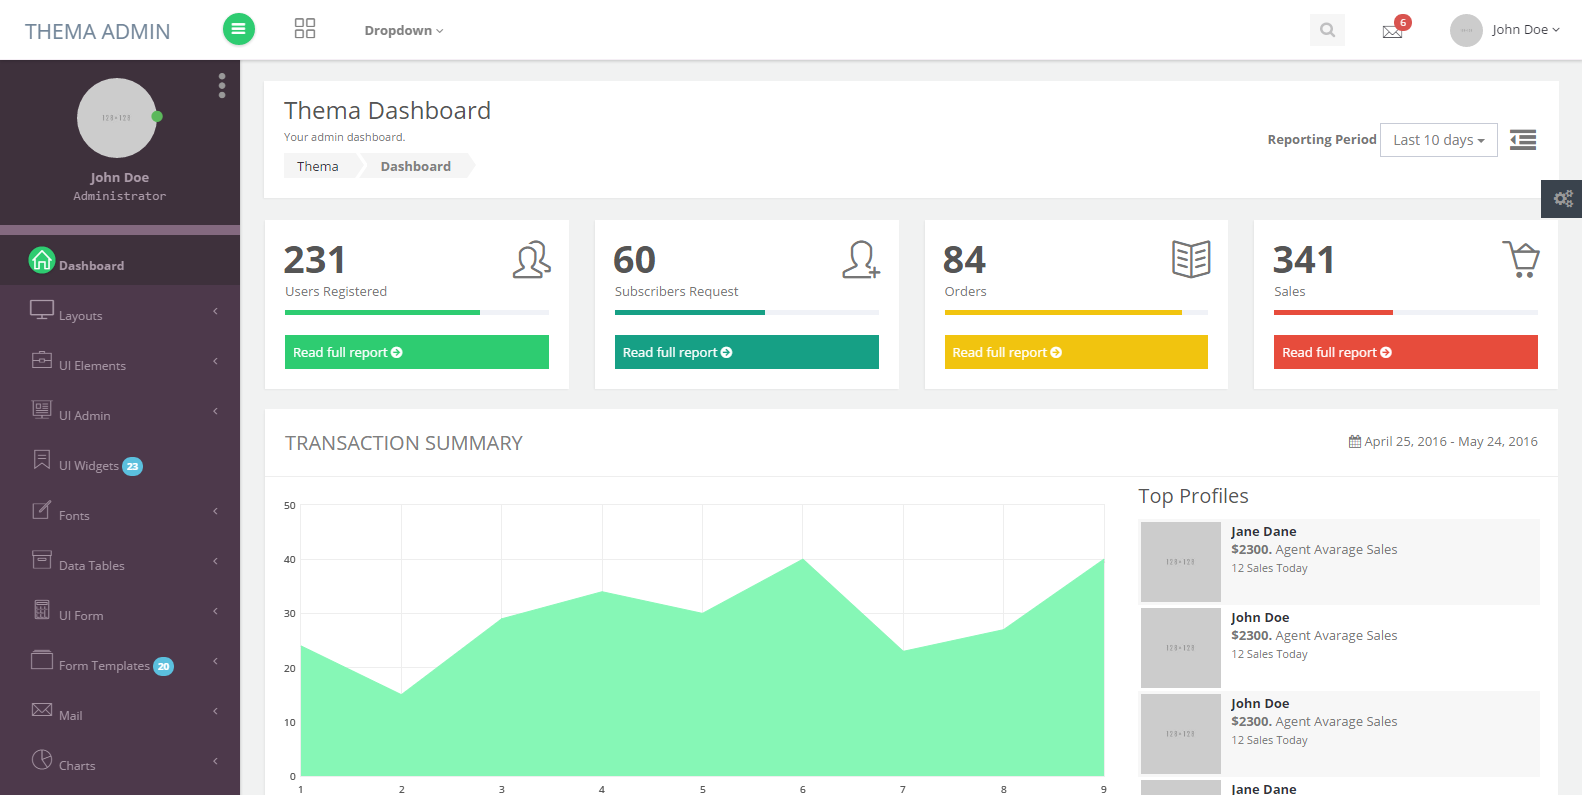 THEMA ADMIN
Dropdown
6
John Doe
128×128
John Doe
Administrator
Dashboard
Layouts
UI Elements
UI Admin
UI Widgets 23
Fonts
Data Tables
UI Form
Form Templates 20
Mail
Charts
Thema Dashboard
Your admin dashboard.
Thema Dashboard
Reporting Period Last 10 days
231
Users Registered
Read full report
60
Subscribers Request
Read full report
84
Orders
Read full report
341
Sales
Read full report
TRANSACTION SUMMARY
April 25, 2016 - May 24, 2016
50
40
30
20
10
0
1 2 3 4 5 6 7 8 9
Top Profiles
128×128
Jane Dane
$2300. Agent Avarage Sales
12 Sales Today
128×128
John Doe
$2300. Agent Avarage Sales
12 Sales Today
128×128
John Doe
$2300. Agent Avarage Sales
12 Sales Today
Jane Dane